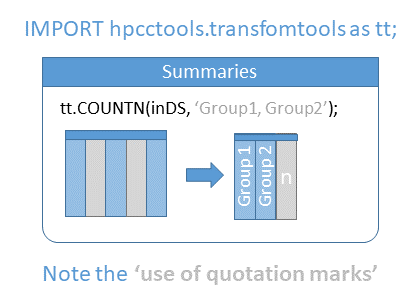 IMPORT hpcctools.transfomtools as tt;
Summaries
tt.COUNTN(inDS, ‘Group1, Group2’);
Group 1
Group 2
n
Note the ‘use of quotation marks’